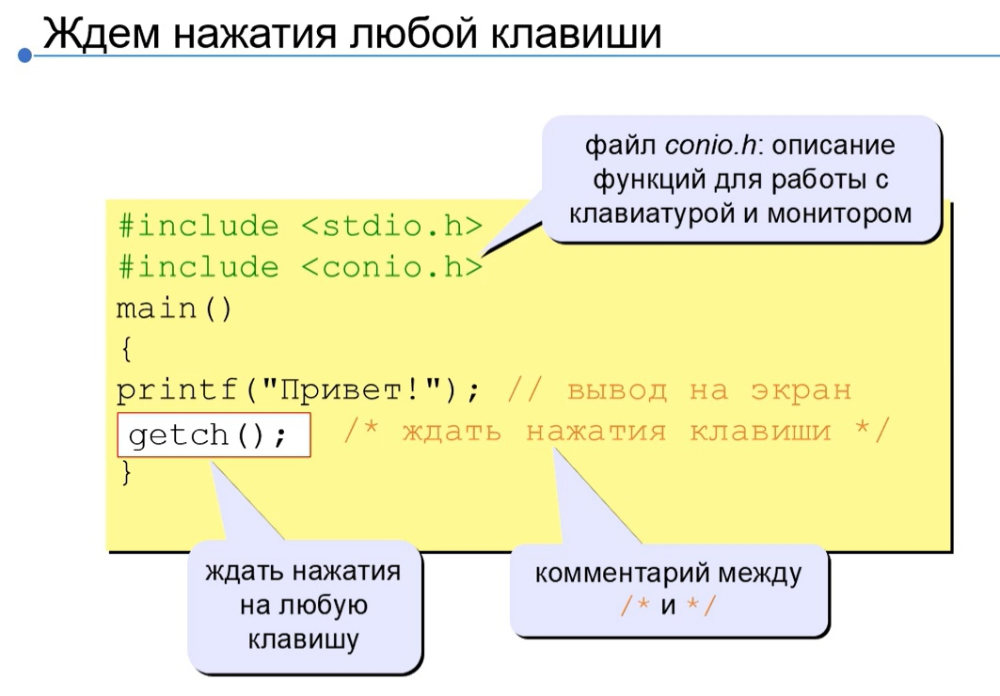 Ждем нажатия любой клавиши
файл conio.h: описание
функций для работы с
клавиатурой и монитором
#include <stdio.h>
#include <conio.h>
main()
{
printf("Привет!"); // вывод на экран
getch(); /* ждать нажатия клавиши */
}
ждать нажатия
на любую
клавишу
комментарий между
/* и */